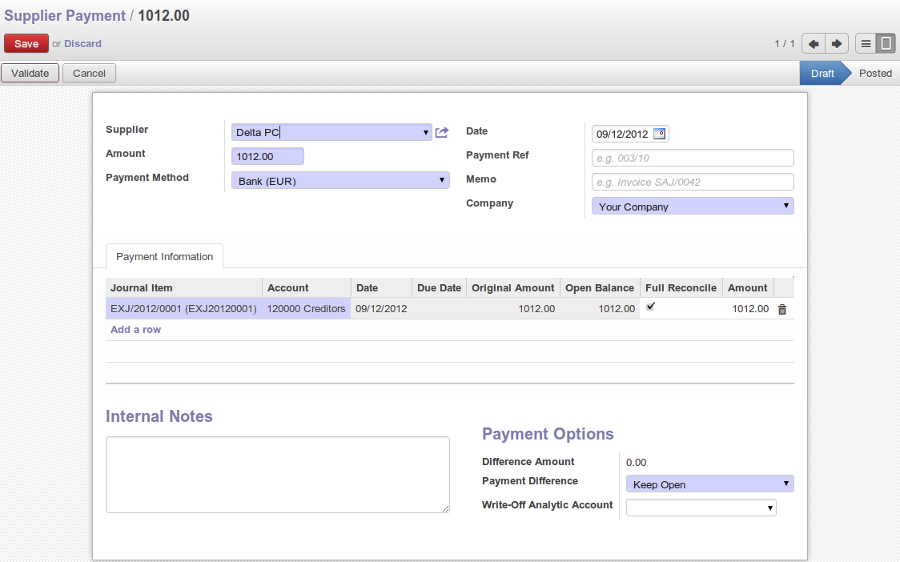 Supplier Payment / 1012.00
Save or Discard
1 / 1
Validate Cancel
Draft Posted
Supplier Delta PC
Amount 1012.00
Payment Method Bank (EUR)
Date 09/12/2012
Payment Ref e.g. 003/10
Memo e.g. Invoice SAJ/0042
Company Your Company
Payment Information
Journal Item Account Date Due Date Original Amount Open Balance Full Reconcile Amount
EXJ/2012/0001 (EXJ20120001) 120000 Creditors 09/12/2012 1012.00 1012.00 1012.00
Add a row
Internal Notes
Payment Options
Difference Amount 0.00
Payment Difference Keep Open
Write-Off Analytic Account